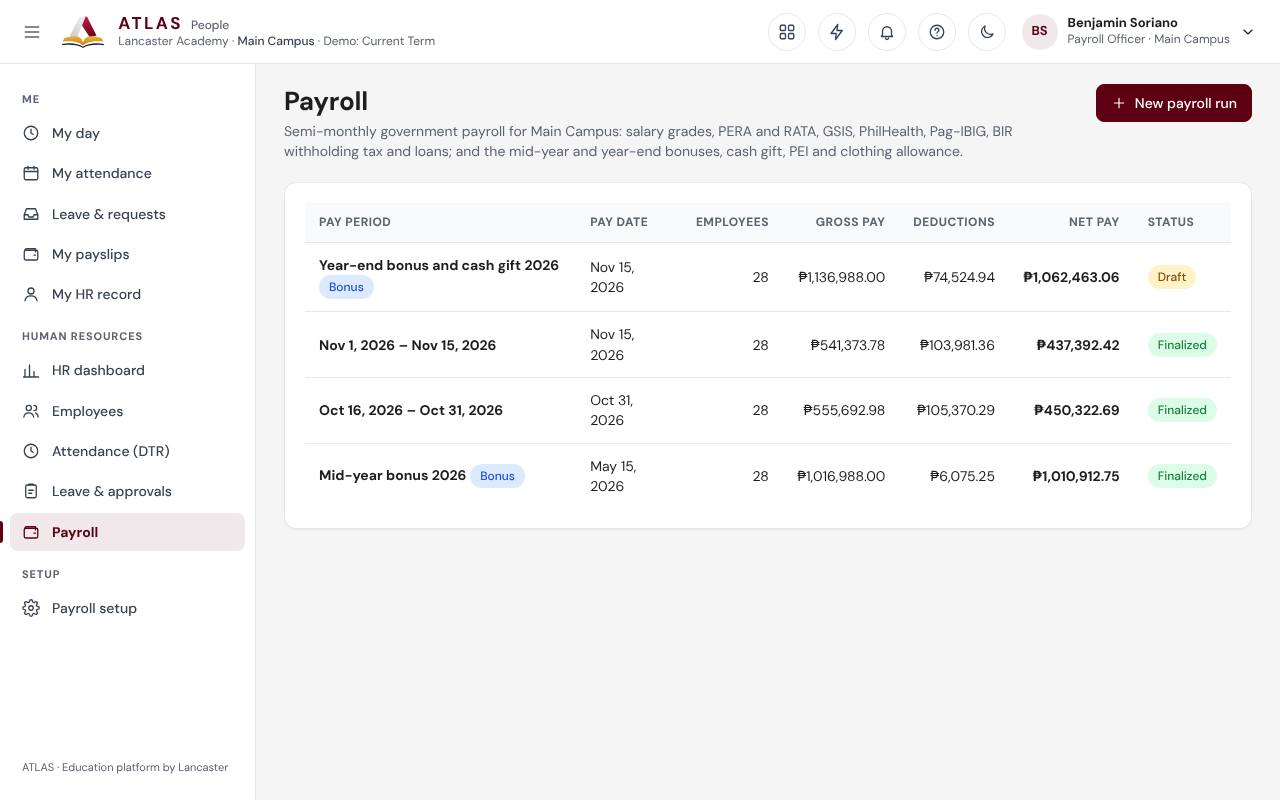 ATLAS People
Lancaster Academy · Main Campus · Demo: Current Term
BS
Benjamin Soriano
Payroll Officer · Main Campus
ME
My day
My attendance
Leave & requests
My payslips
My HR record
HUMAN RESOURCES
HR dashboard
Employees
Attendance (DTR)
Leave & approvals
Payroll
SETUP
Payroll setup
ATLAS · Education platform by Lancaster
Payroll
New payroll run
Semi-monthly government payroll for Main Campus: salary grades, PERA and RATA, GSIS, PhilHealth, Pag-IBIG, BIR
withholding tax and loans; and the mid-year and year-end bonuses, cash gift, PEI and clothing allowance.
PAY PERIOD PAY DATE EMPLOYEES GROSS PAY DEDUCTIONS NET PAY STATUS
Year-end bonus and cash gift 2026 Bonus Nov 15, 2026 28 ₱1,136,988.00 ₱74,524.94 ₱1,062,463.06 Draft
Nov 1, 2026 – Nov 15, 2026 Nov 15, 2026 28 ₱541,373.78 ₱103,981.36 ₱437,392.42 Finalized
Oct 16, 2026 – Oct 31, 2026 Oct 31, 2026 28 ₱555,692.98 ₱105,370.29 ₱450,322.69 Finalized
Mid-year bonus 2026 Bonus May 15, 2026 28 ₱1,016,988.00 ₱6,075.25 ₱1,010,912.75 Finalized